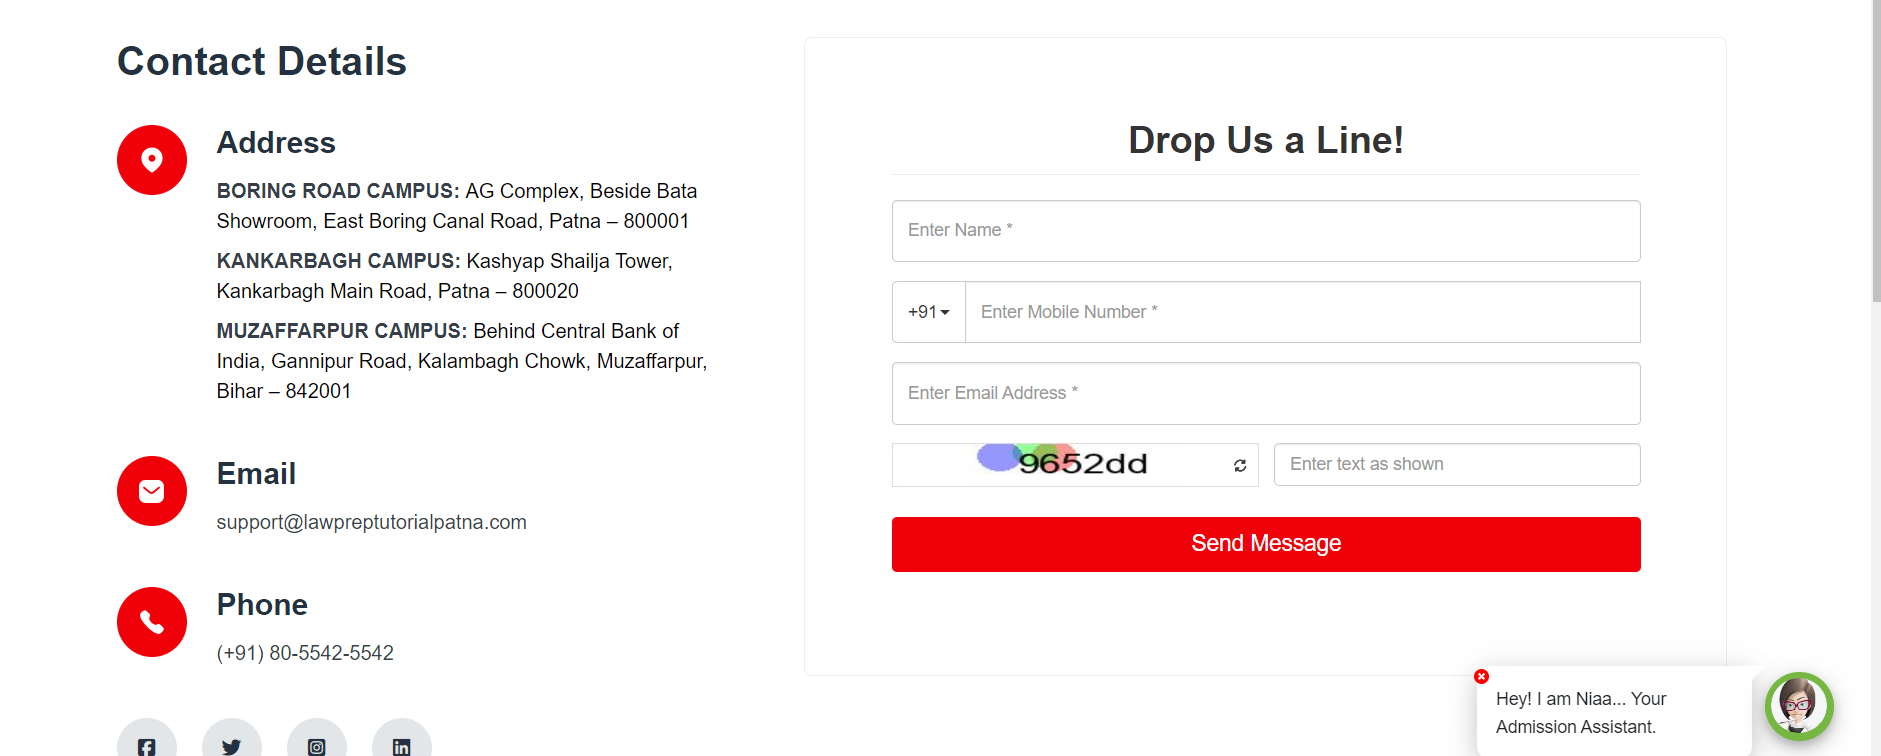 Contact Details
Address
BORING ROAD CAMPUS: AG Complex, Beside Bata
Showroom, East Boring Canal Road, Patna – 800001
KANKARBAGH CAMPUS: Kashyap Shailja Tower,
Kankarbagh Main Road, Patna – 800020
MUZAFFARPUR CAMPUS: Behind Central Bank of
India, Gannipur Road, Kalambagh Chowk, Muzaffarpur,
Bihar – 842001
Email
support@lawpreptutorialpatna.com
Phone
(+91) 80-5542-5542
Drop Us a Line!
Enter Name *
+91
Enter Mobile Number *
Enter Email Address *
9652dd
Enter text as shown
Send Message
Hey! I am Niaa... Your
Admission Assistant.